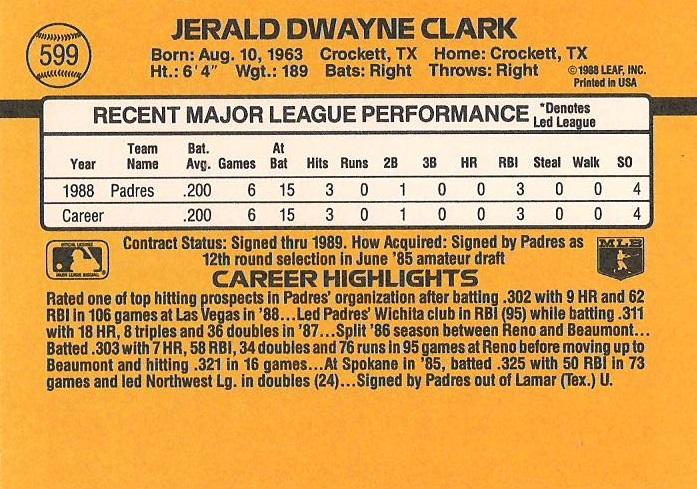 JERALD DWAYNE CLARK
599
Born: Aug. 10, 1963 Crockett, TX Home: Crockett, TX
Ht.: 6' 4" Wgt.: 189 Bats: Right Throws: Right
©1988 LEAF, INC.
Printed in USA
RECENT MAJOR LEAGUE PERFORMANCE *Denotes Led League
Year Team Name Bat. Avg. Games At Bat Hits Runs 2B 3B HR RBI Steal Walk SO
1988 Padres .200 6 15 3 0 1 0 0 3 0 0 4
Career .200 6 15 3 0 1 0 0 3 0 0 4
Contract Status: Signed thru 1989. How Acquired: Signed by Padres as
12th round selection in June '85 amateur draft
MLB
CAREER HIGHLIGHTS
Rated one of top hitting prospects in Padres' organization after batting .302 with 9 HR and 62
RBI in 106 games at Las Vegas in '88...Led Padres' Wichita club in RBI (95) while batting .311
with 18 HR, 8 triples and 36 doubles in '87...Split '86 season between Reno and Beaumont...
Batted .303 with 7 HR, 58 RBI, 34 doubles and 76 runs in 95 games at Reno before moving up to
Beaumont and hitting .321 in 16 games...At Spokane in '85, batted .325 with 50 RBI in 73
games and led Northwest Lg. in doubles (24)...Signed by Padres out of Lamar (Tex.) U.